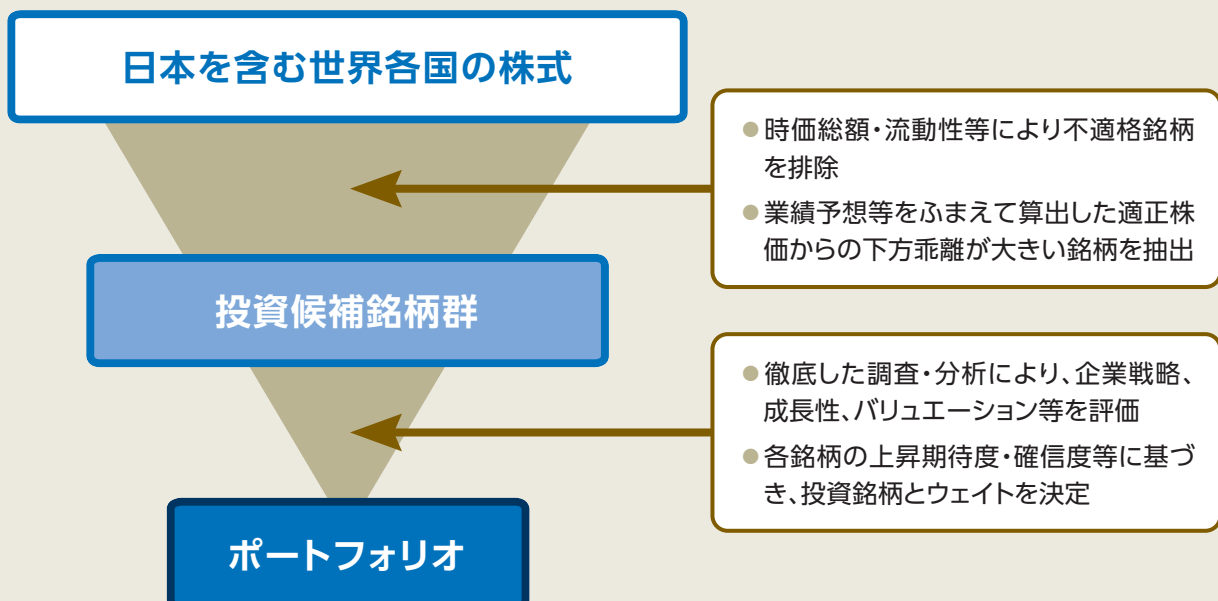 日本を含む世界各国の株式
●時価総額・流動性等により不適格銘柄
を排除
●業績予想等をふまえて算出した適正株
価からの下方乖離が大きい銘柄を抽出
投資候補銘柄群
●徹底した調査・分析により、企業戦略、
成長性、バリュエーション等を評価
●各銘柄の上昇期待度・確信度等に基づ
き、投資銘柄とウェイトを決定
ポートフォリオ